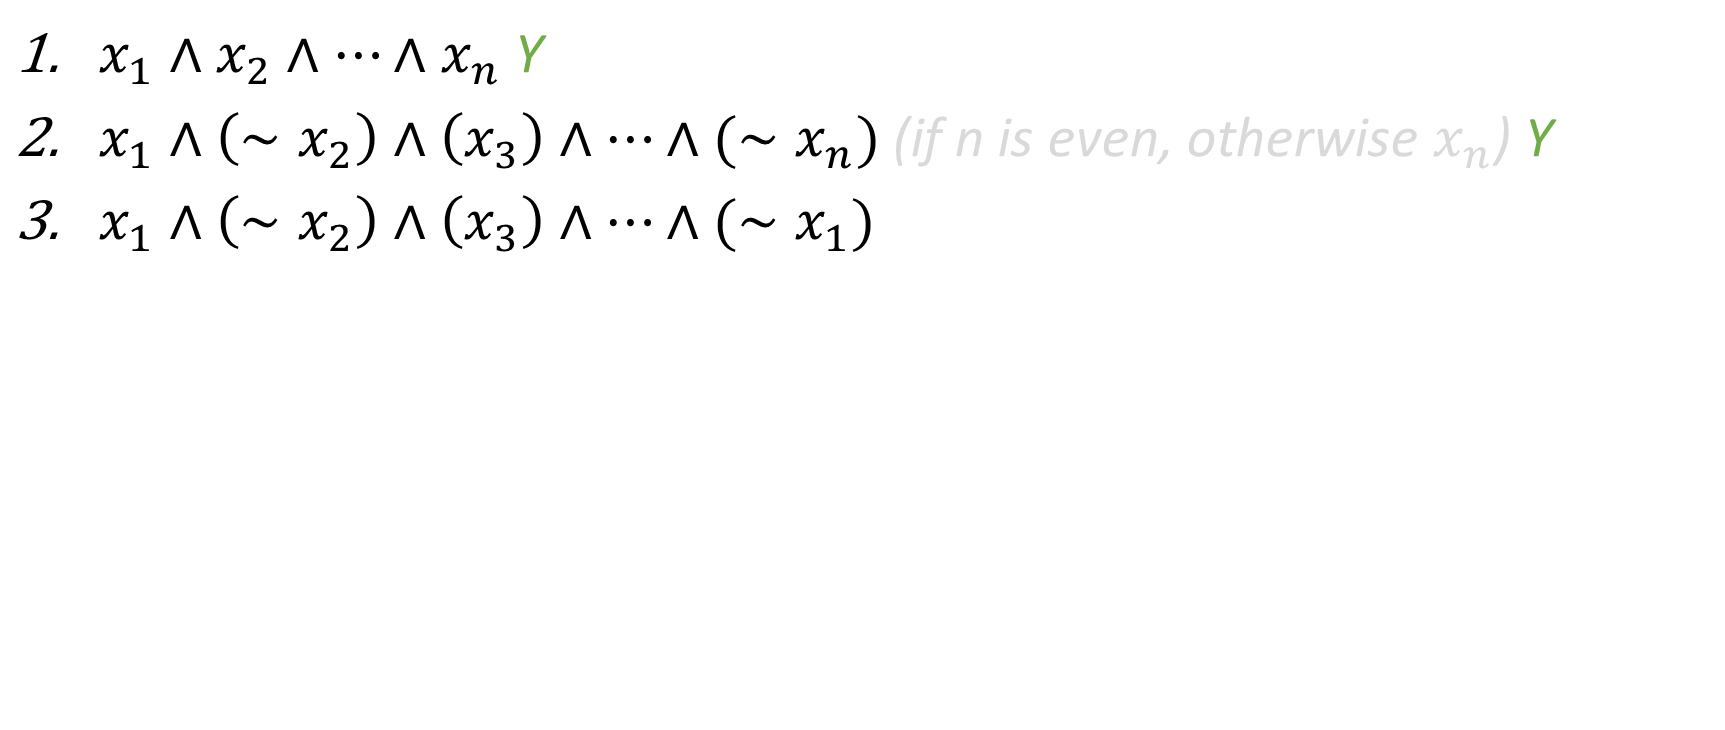 1. x₁ ∧ x₂ ∧ ⋯ ∧ xₙ Y
2. x₁ ∧ (~ x₂) ∧ (x₃) ∧ ⋯ ∧ (~ xₙ) (if n is even, otherwise xₙ) Y
3. x₁ ∧ (~ x₂) ∧ (x₃) ∧ ⋯ ∧ (~ x₁)